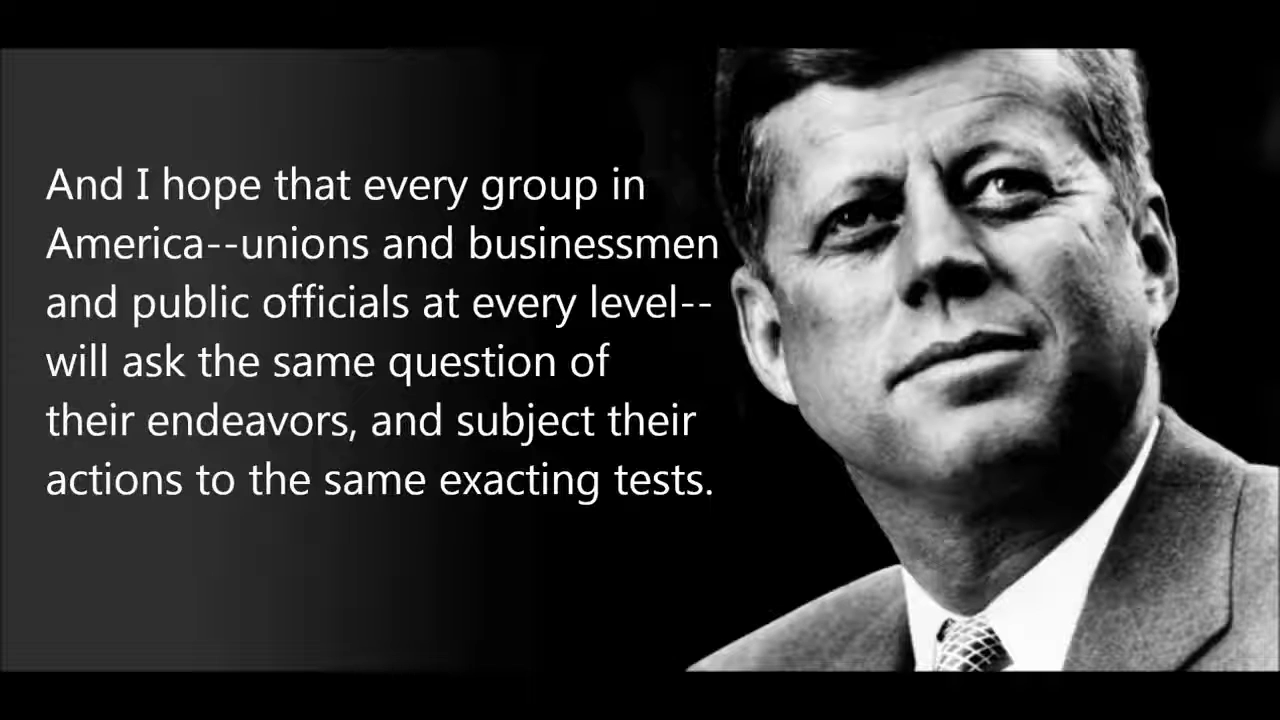 And I hope that every group in
America--unions and businessmen
and public officials at every level--
will ask the same question of
their endeavors, and subject their
actions to the same exacting tests.